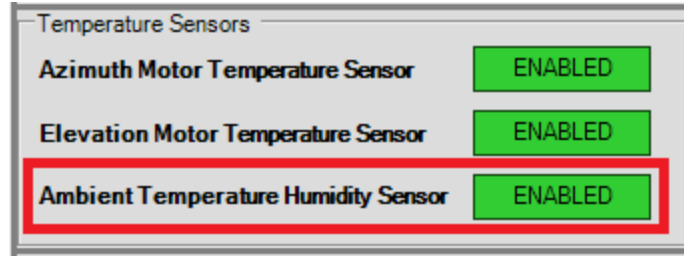 Temperature Sensors
Azimuth Motor Temperature Sensor ENABLED
Elevation Motor Temperature Sensor ENABLED
Ambient Temperature Humidity Sensor ENABLED